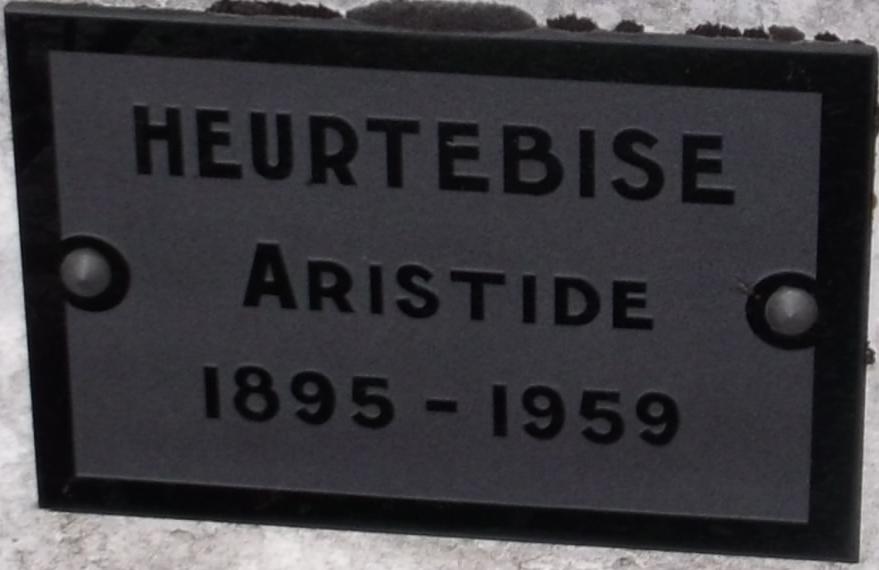 HEURTEBISE
ARISTIDE
1895 - 1959